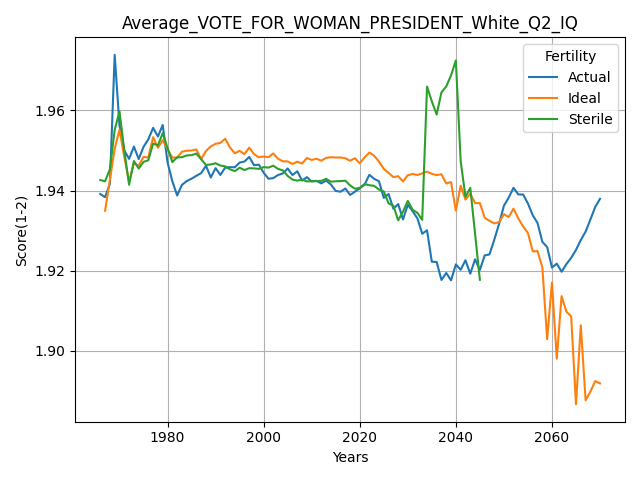 Average_VOTE_FOR_WOMAN_PRESIDENT_White_Q2_IQ
Fertility
Actual
Ideal
Sterile
Score(1-2)
1.96
1.94
1.92
1.90
1980
2000
2020
2040
2060
Years